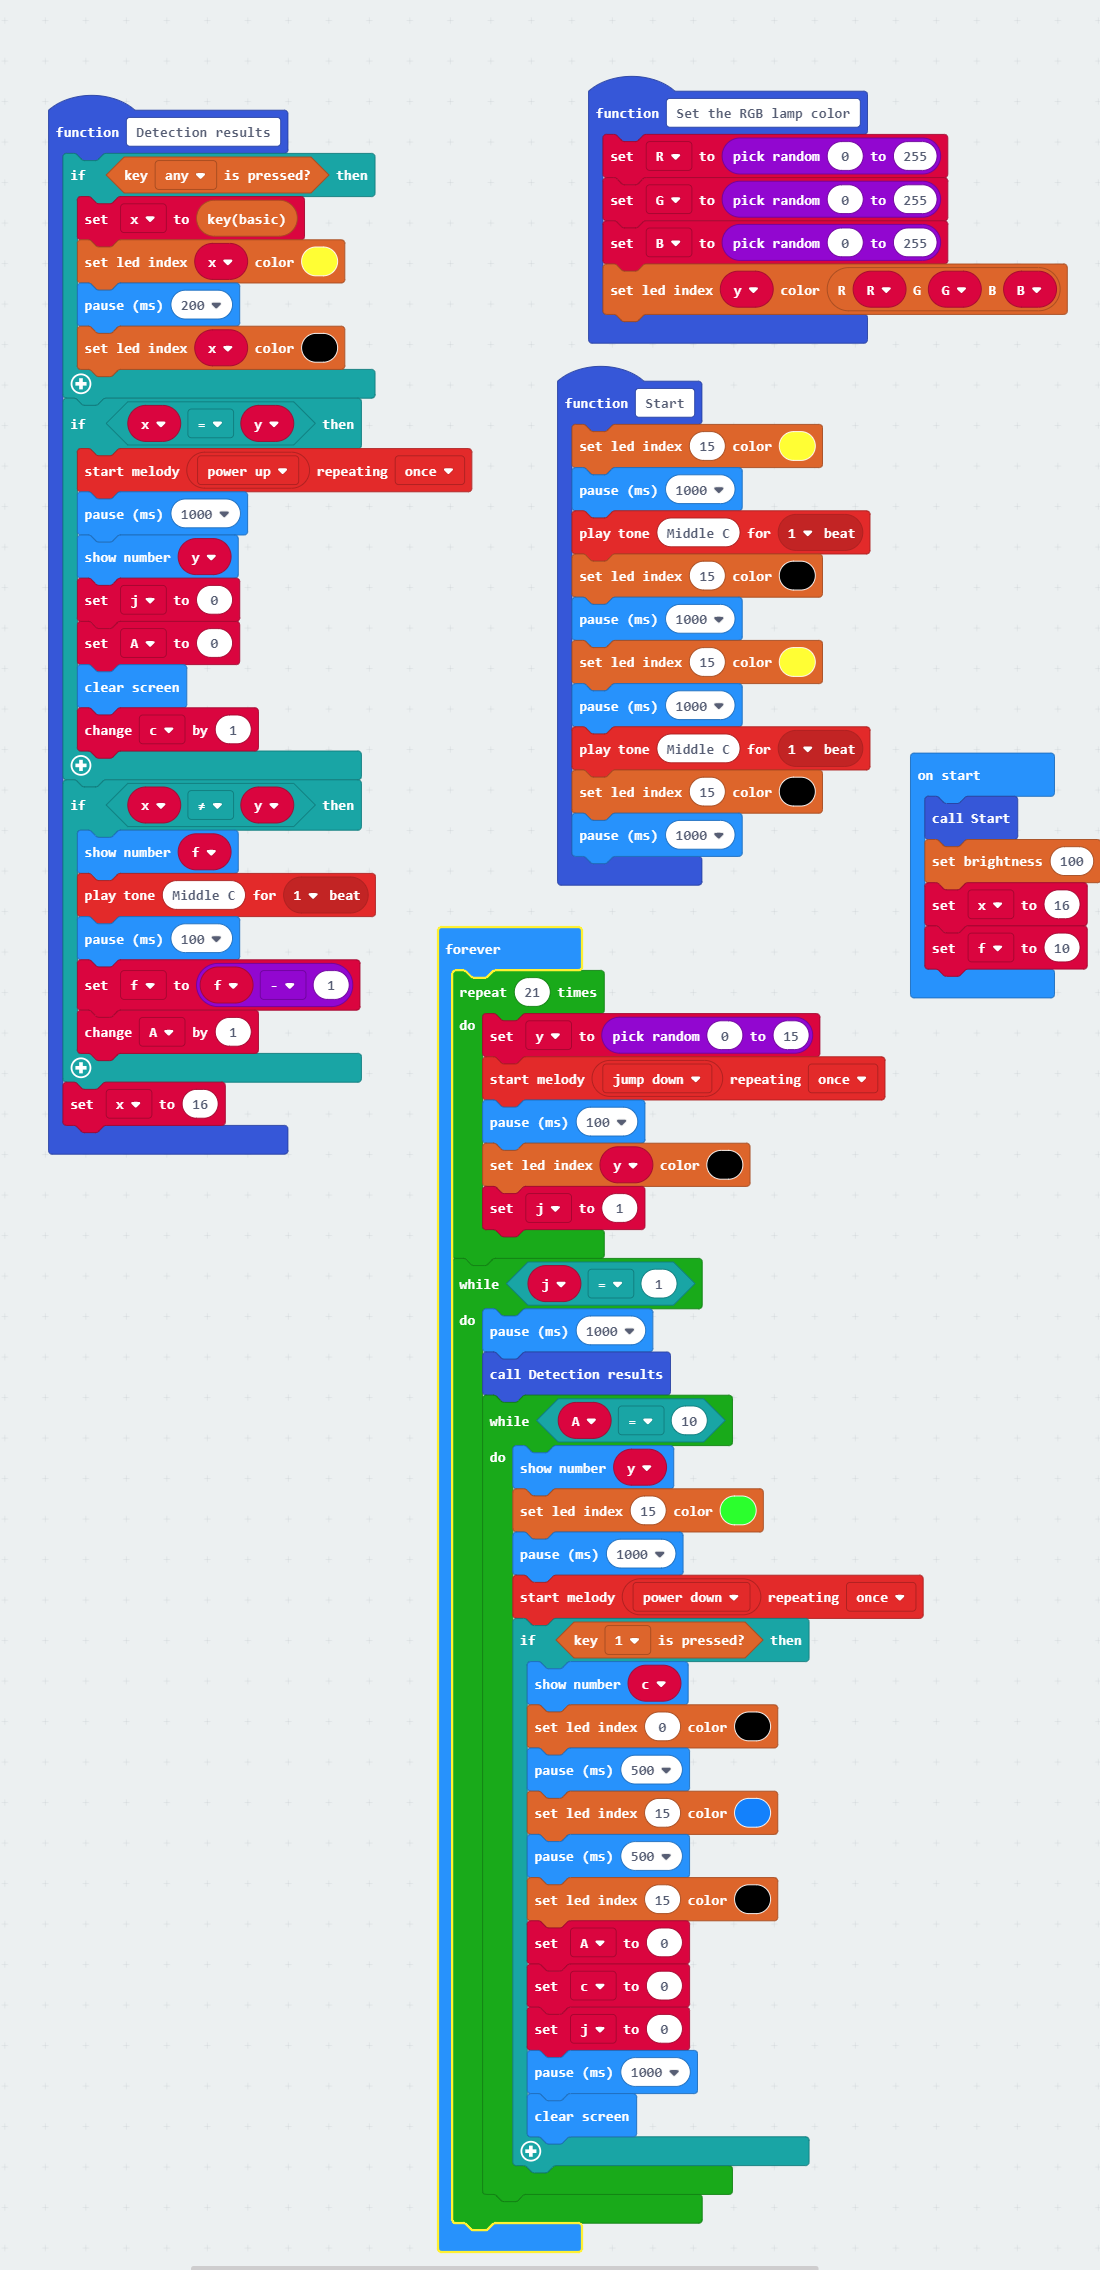 function Detection results
if key any is pressed? then
set x to key(basic)
set led index x color
pause (ms) 200
set led index x color
if x = y then
start melody power up repeating once
pause (ms) 1000
show number y
set j to 0
set A to 0
clear screen
change c by 1
if x ≠ y then
show number f
play tone Middle C for 1 beat
pause (ms) 100
set f to f - 1
change A by 1
set x to 16
function Set the RGB lamp color
set R to pick random 0 to 255
set G to pick random 0 to 255
set B to pick random 0 to 255
set led index y color R R G G B B
function Start
set led index 15 color
pause (ms) 1000
play tone Middle C for 1 beat
set led index 15 color
pause (ms) 1000
set led index 15 color
pause (ms) 1000
play tone Middle C for 1 beat
set led index 15 color
pause (ms) 1000
on start
call Start
set brightness 100
set x to 16
set f to 10
forever
repeat 21 times
do
set y to pick random 0 to 15
start melody jump down repeating once
pause (ms) 100
set led index y color
set j to 1
while j = 1
do
pause (ms) 1000
call Detection results
while A = 10
do
show number y
set led index 15 color
pause (ms) 1000
start melody power down repeating once
if key 1 is pressed? then
show number c
set led index 0 color
pause (ms) 500
set led index 15 color
pause (ms) 500
set led index 15 color
set A to 0
set c to 0
set j to 0
pause (ms) 1000
clear screen